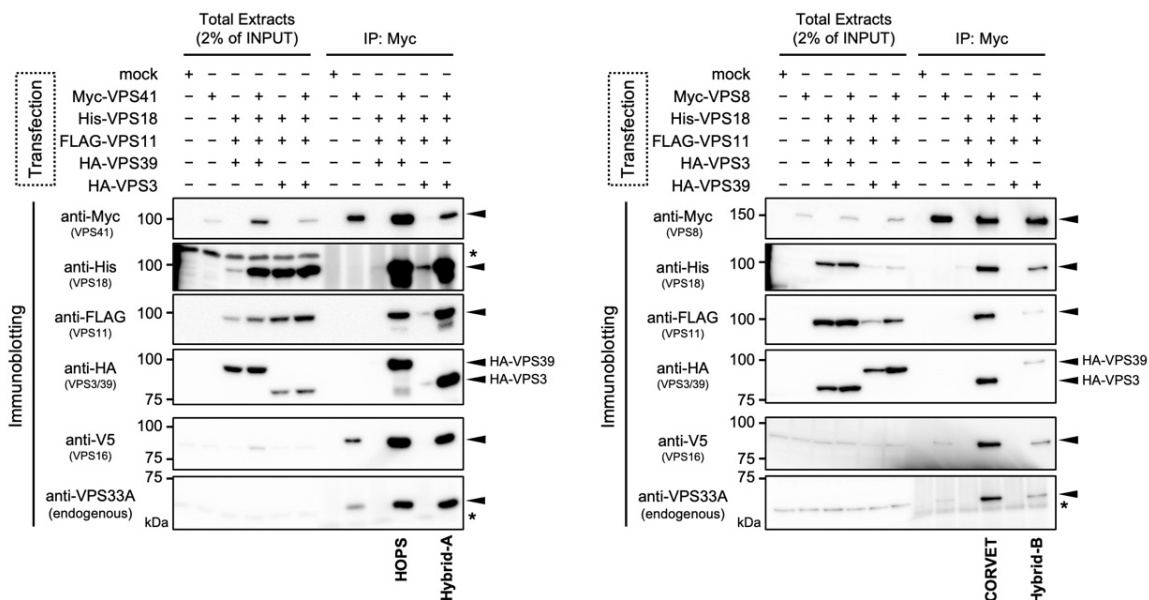 Total Extracts
(2% of INPUT)
IP: Myc
Transfection
mock + – – – – – + – – – – –
Myc-VPS41 – + – + – + – + – + – +
His-VPS18 – – + + + + – – + + + +
FLAG-VPS11 – – + + + + – – + + + +
HA-VPS39 – – + + – – – – + + – –
HA-VPS3 – – – – + + – – – – + +
Immunoblotting
anti-Myc 100
(VPS41)
anti-His 100 *
(VPS18)
anti-FLAG 100
(VPS11)
anti-HA 100 HA-VPS39
(VPS3/39) HA-VPS3
75
anti-V5 100
(VPS16)
75
anti-VPS33A 75
(endogenous) *
kDa
HOPS
Hybrid-A
Total Extracts
(2% of INPUT)
IP: Myc
Transfection
mock + – – – – – + – – – – –
Myc-VPS8 – + – + – + – + – + – +
His-VPS18 – – + + + + – – + + + +
FLAG-VPS11 – – + + + + – – + + + +
HA-VPS3 – – + + – – – – + + – –
HA-VPS39 – – – – + + – – – – + +
Immunoblotting
anti-Myc 150
(VPS8)
anti-His 100
(VPS18)
anti-FLAG 100
(VPS11)
anti-HA 100 HA-VPS39
(VPS3/39) HA-VPS3
75
anti-V5 100
(VPS16)
75
anti-VPS33A 75
(endogenous) *
kDa
CORVET
Hybrid-B